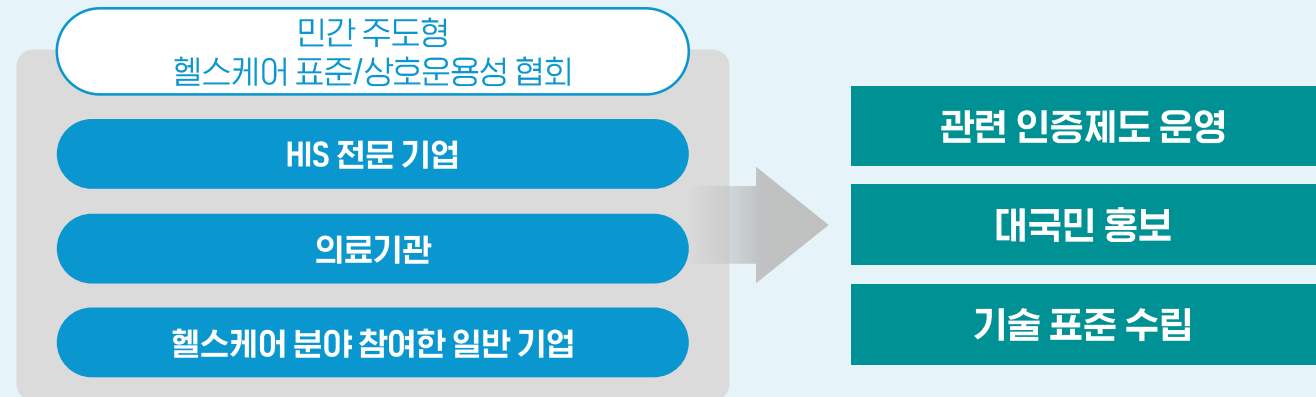 민간 주도형
헬스케어 표준/상호운용성 협회
HIS 전문 기업
의료기관
헬스케어 분야 참여한 일반 기업
관련 인증제도 운영
대국민 홍보
기술 표준 수립